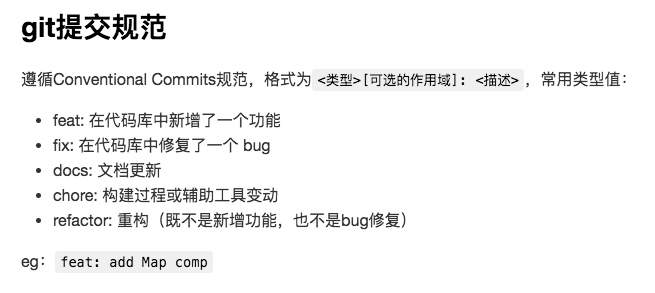 git提交规范
遵循Conventional Commits规范，格式为 <类型>[可选的作用域]: <描述> ，常用类型值：
• feat: 在代码库中新增了一个功能
• fix: 在代码库中修复了一个 bug
• docs: 文档更新
• chore: 构建过程或辅助工具变动
• refactor: 重构（既不是新增功能，也不是bug修复）
eg： feat: add Map comp